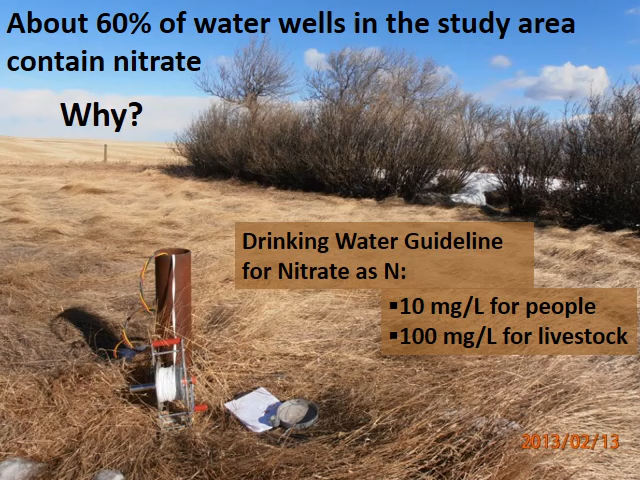 About 60% of water wells in the study area
contain nitrate
Why?
Drinking Water Guideline
for Nitrate as N:
▪10 mg/L for people
▪100 mg/L for livestock
2013/02/13